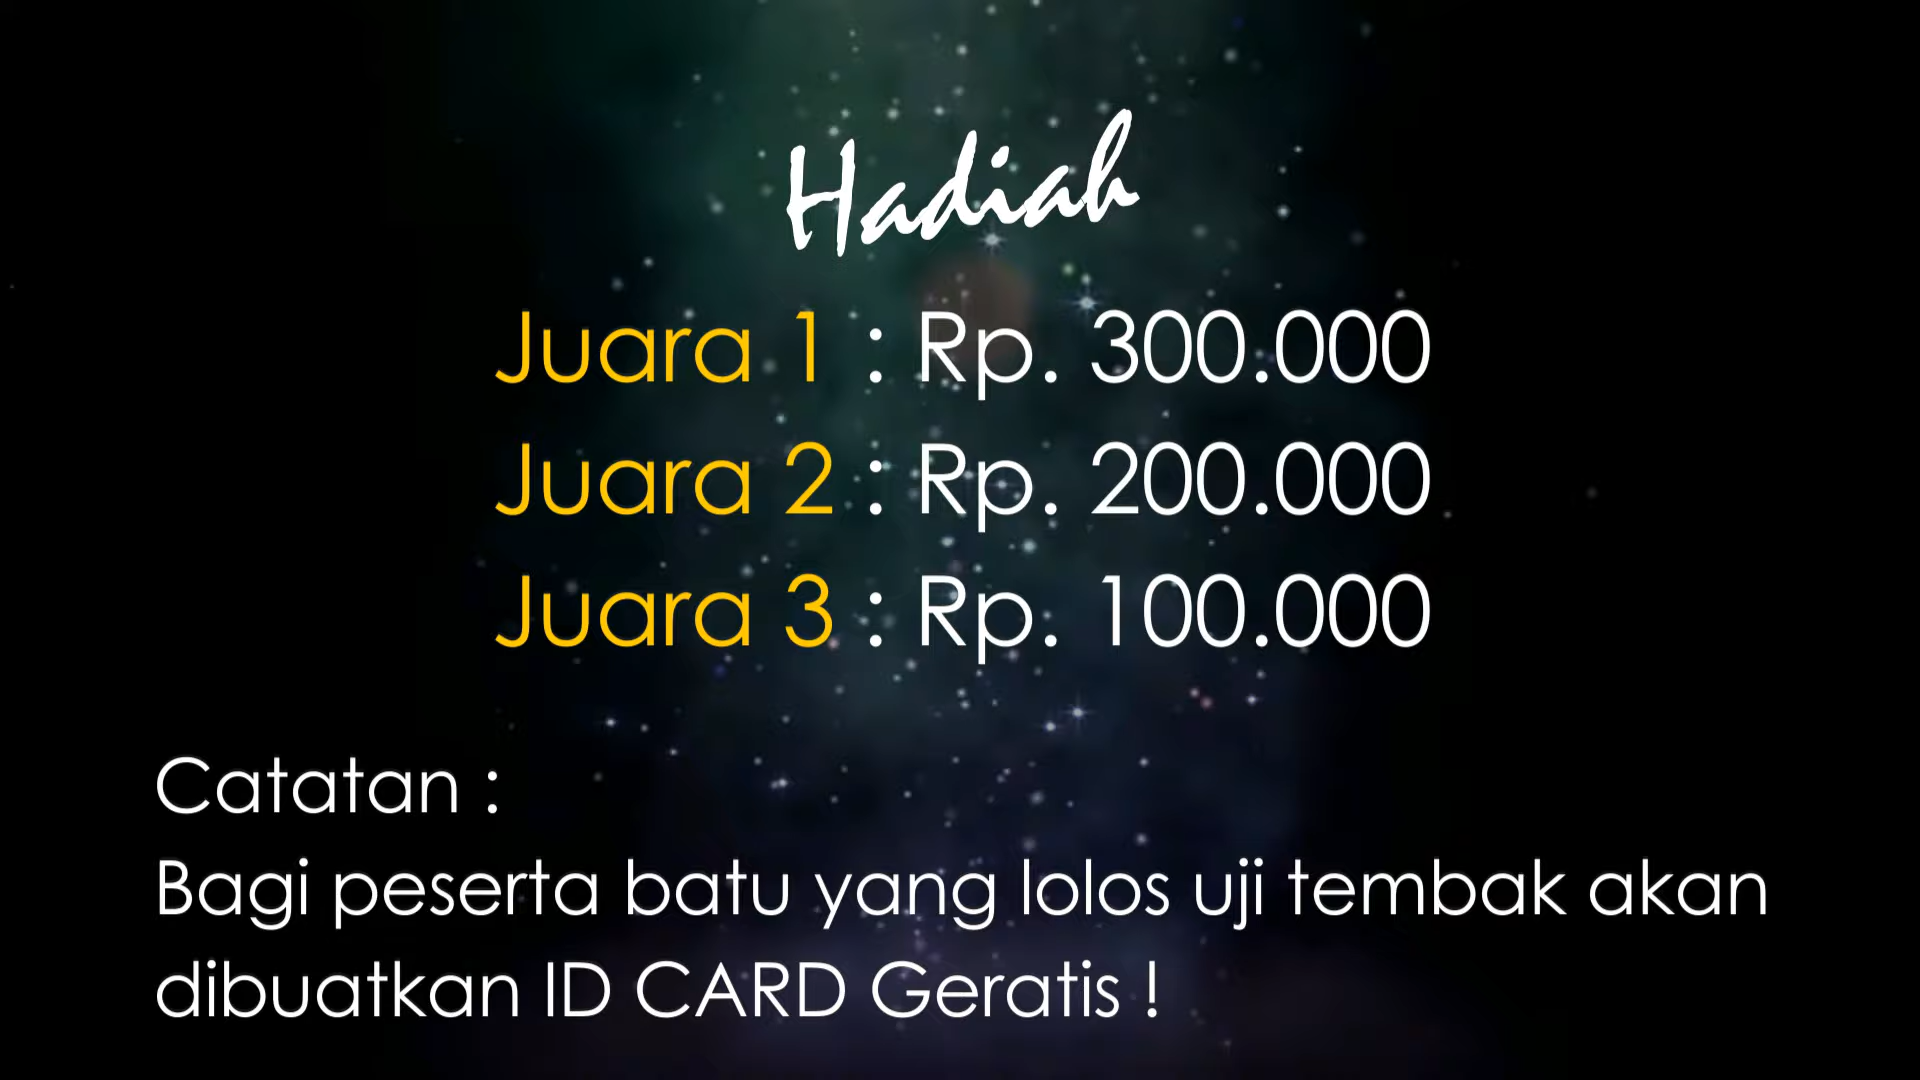 Hadiah
Juara 1 : Rp. 300.000
Juara 2 : Rp. 200.000
Juara 3 : Rp. 100.000
Catatan :
Bagi peserta batu yang lolos uji tembak akan
dibuatkan ID CARD Geratis !